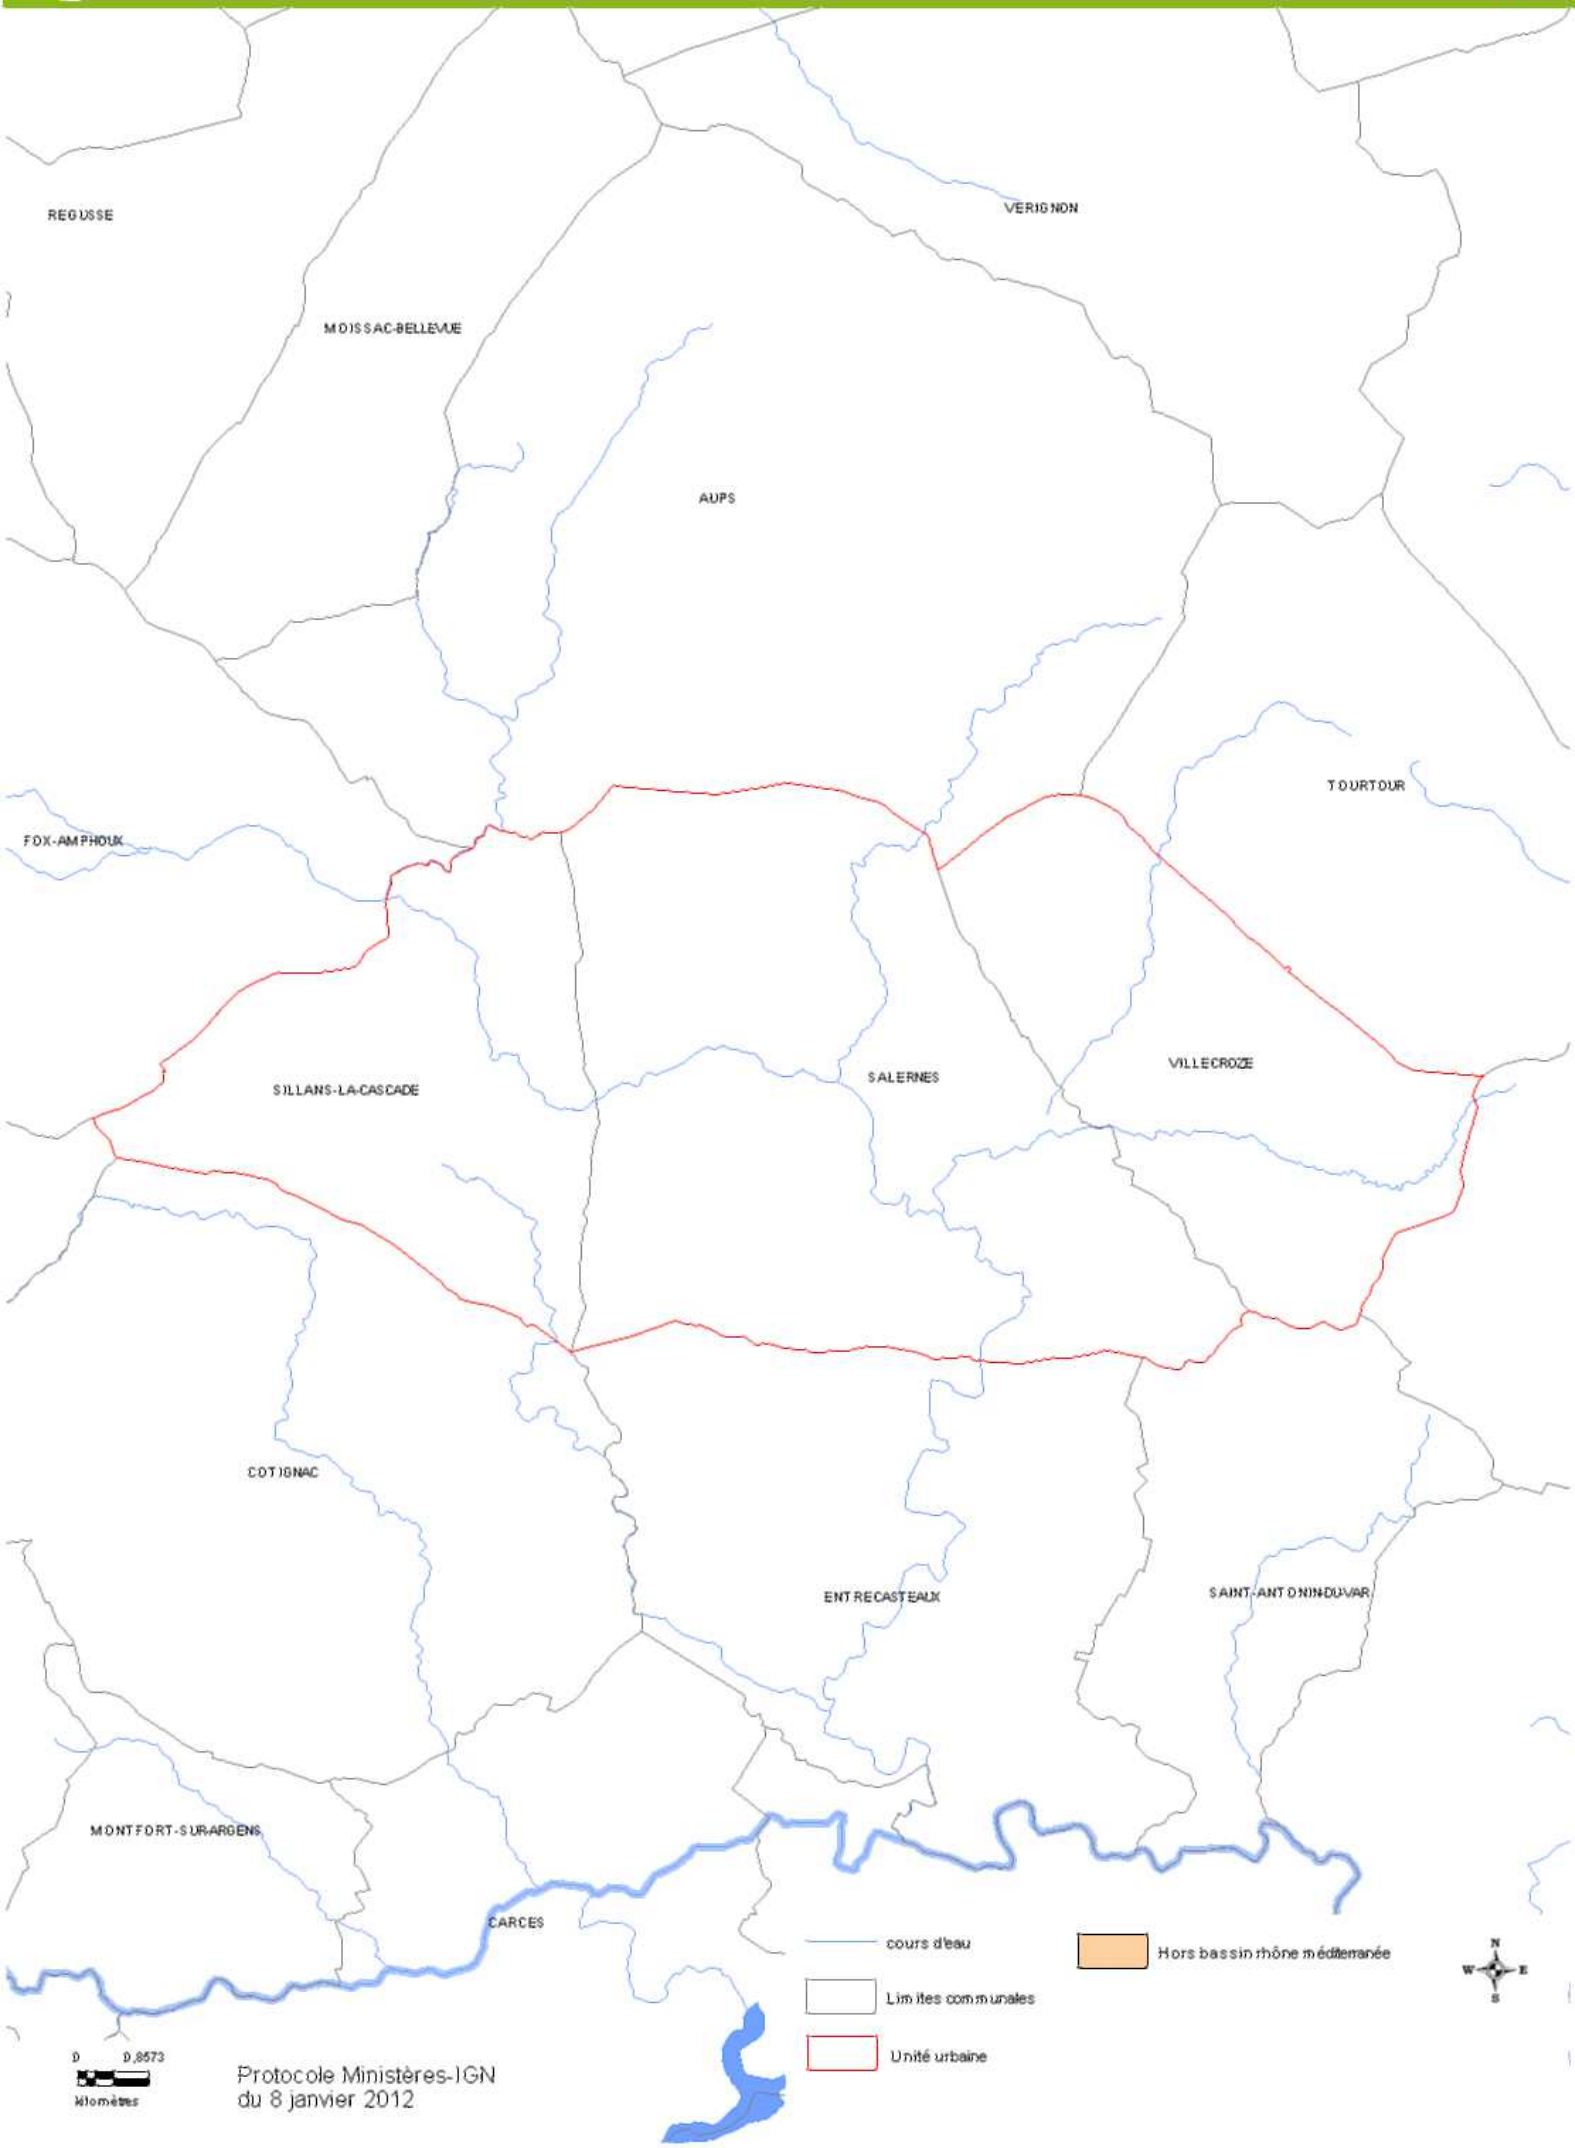 VERIGNON
REGUSSE
MOISSAC-BELLEVUE
AUPS
TOURTOUR
FOX-AMPHOUX
VILLECROZE
SALERNES
SILLANS-LA-CASCADE
COTIGNAC
SAINT-ANTONIN-DU-VAR
ENTRECASTEAUX
MONTFORT-SUR-ARGENS
CARCES
cours d'eau
Hors bassin rhône méditerranée
Limites communales
Unité urbaine
N
W E
S
0 0,8573
kilomètres
Protocole Ministères-IGN
du 8 janvier 2012